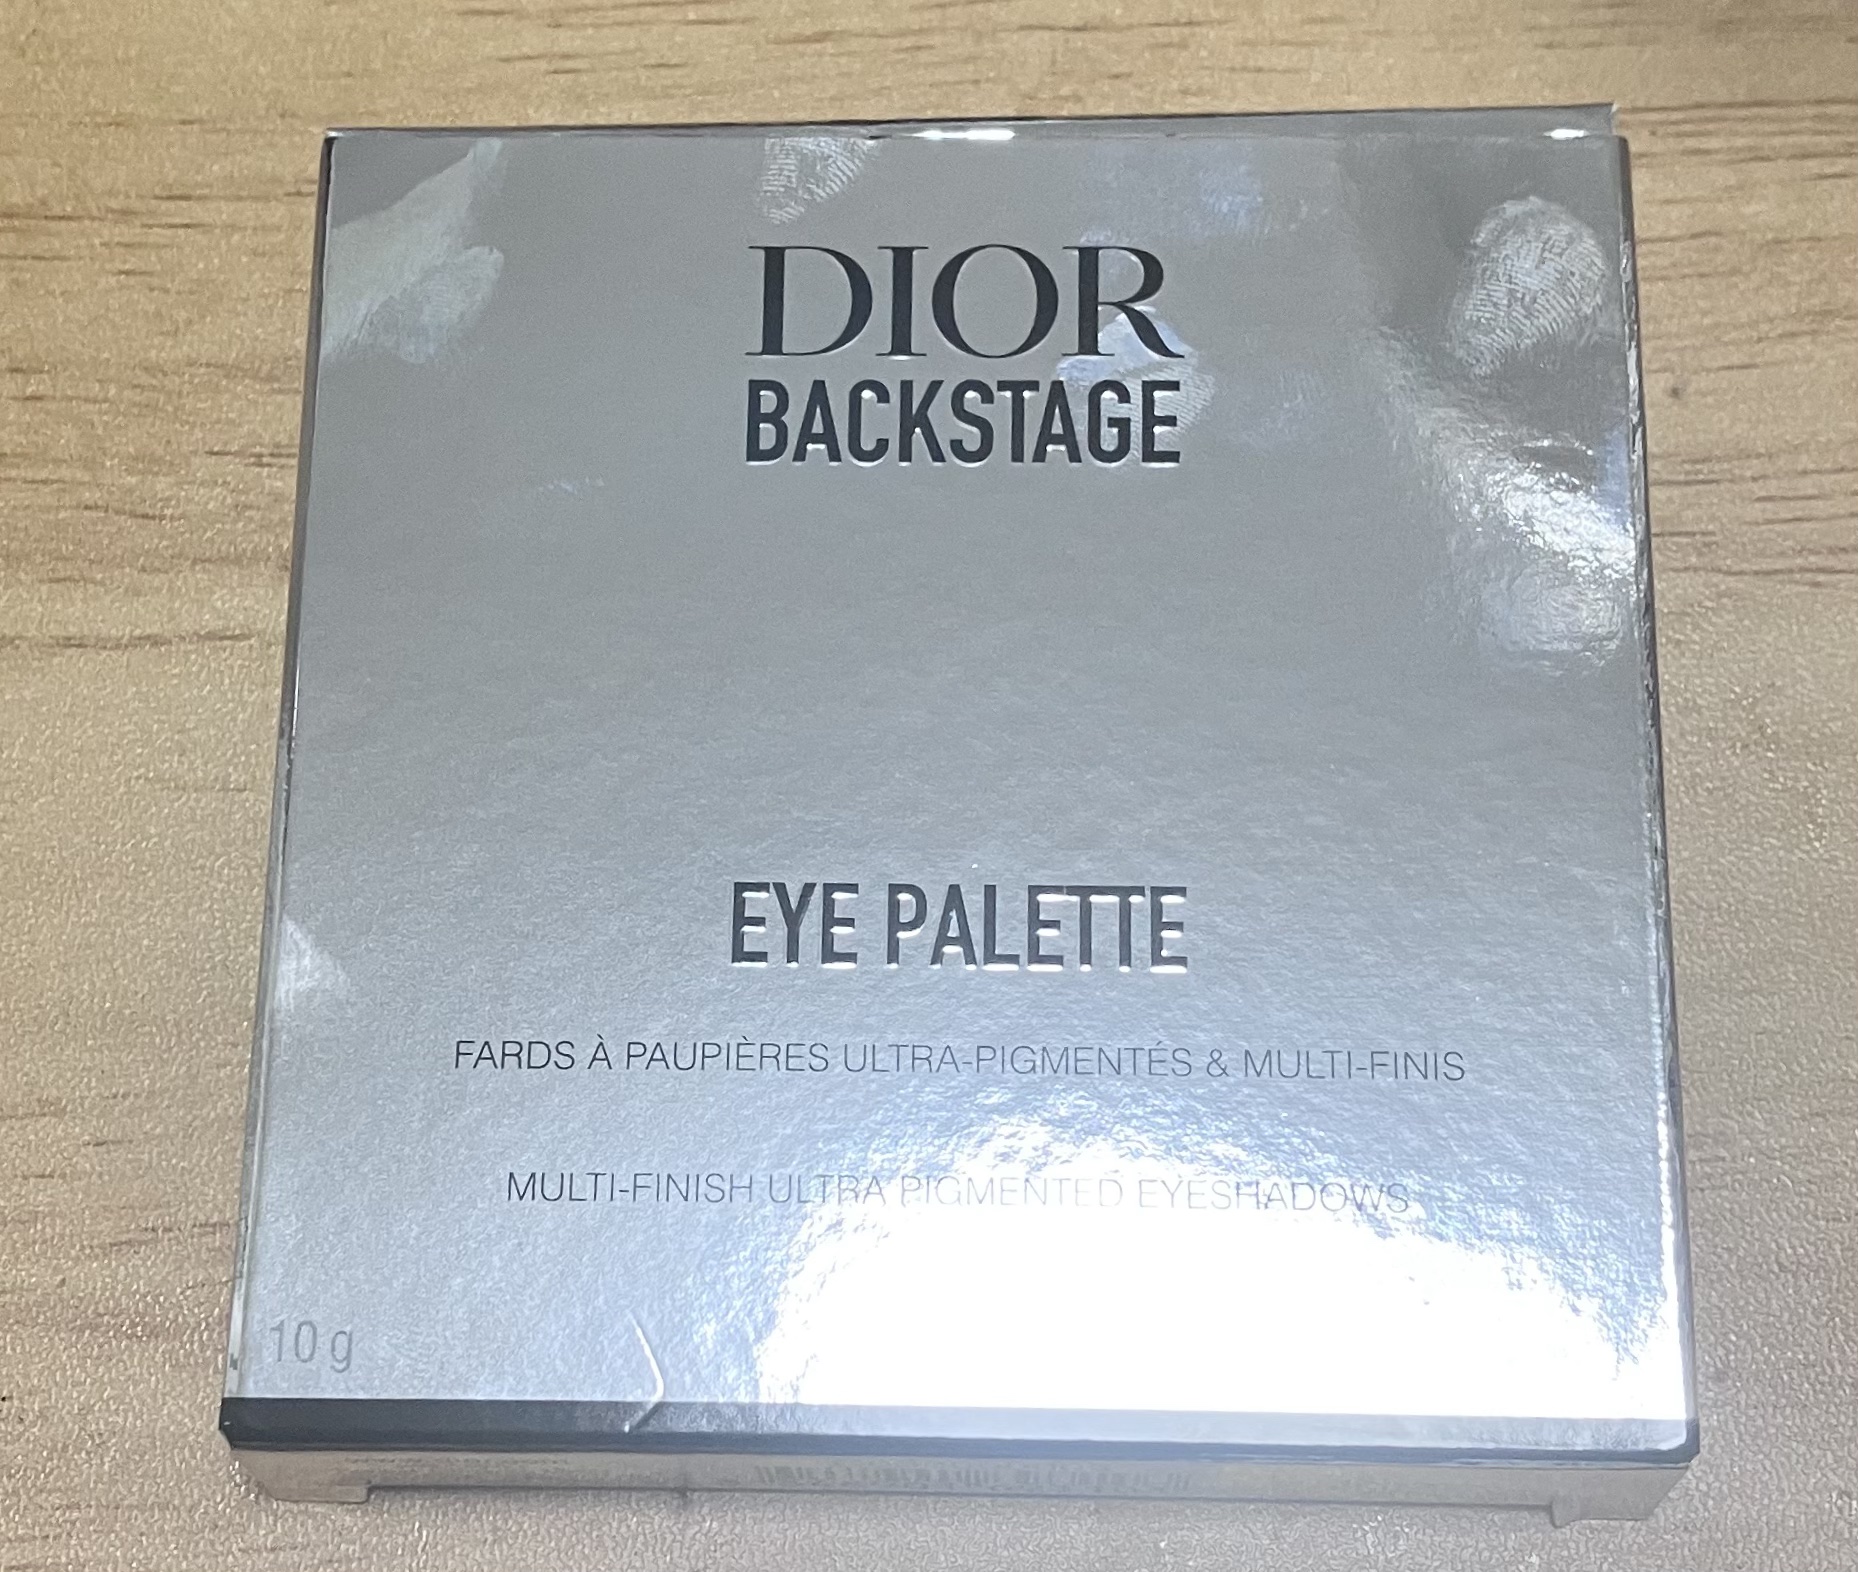 DIOR
BACKSTAGE
EYE PALETTE
FARDS À PAUPIÈRES ULTRA-PIGMENTÉS & MULTI-FINIS
MULTI-FINISH ULTRA PIGMENTED EYESHADOWS
10 g